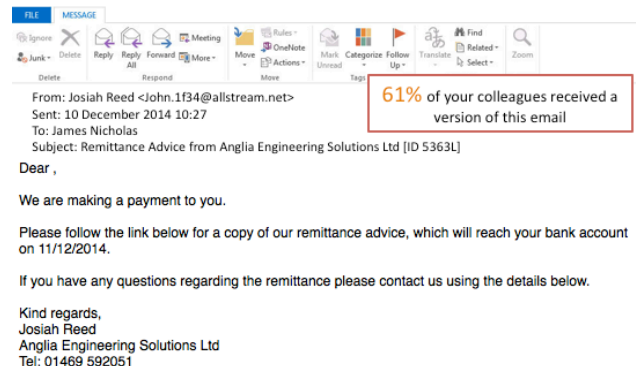 FILE MESSAGE
Ignore Delete Reply Reply All Forward Meeting Move Rules OneNote Mark Unread Categorize Follow Up Translate Find Related Zoom
Junk More Actions Select
Delete Respond Move Tags
From: Josiah Reed <John.1f34@allstream.net>
61% of your colleagues received a
Sent: 10 December 2014 10:27
version of this email
To: James Nicholas
Subject: Remittance Advice from Anglia Engineering Solutions Ltd [ID 5363L]
Dear ,
We are making a payment to you.
Please follow the link below for a copy of our remittance advice, which will reach your bank account
on 11/12/2014.
If you have any questions regarding the remittance please contact us using the details below.
Kind regards,
Josiah Reed
Anglia Engineering Solutions Ltd
Tel: 01469 592051